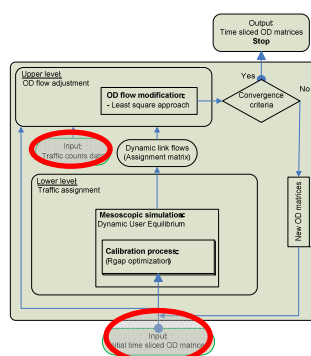 Output
Time sliced OD matrices
Stop
Upper level:
OD flow adjustment
Yes
OD flow modification:
- Least square approach
Convergence
criteria
No
Input:
Traffic counts data
Dynamic link flows
(Assignment matrix)
Lower level:
Traffic assignment
New OD matrices
Mesoscopic simulation:
Dynamic User Equilibrium
Calibration process:
(Rgap optimization)
Input:
Initial time sliced OD matrices